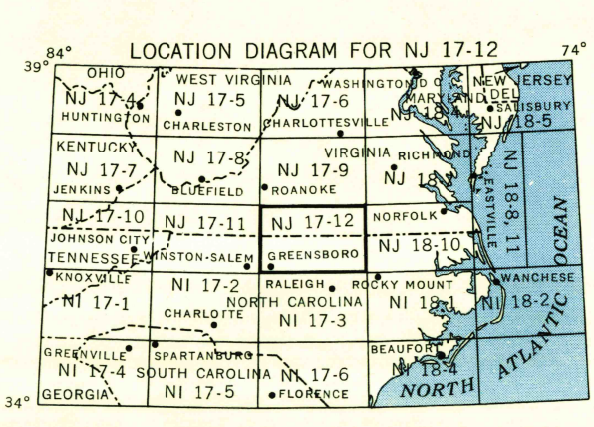 LOCATION DIAGRAM FOR NJ 17-12
84°
74°
39°
OHIO
WEST VIRGINIA
WASHINGTON D C
NEW JERSEY
MARYLAND
DEL
NJ 17-4
NJ 17-5
NJ 17-6
NJ 18-4
SALISBURY
HUNTINGTON
CHARLESTON
CHARLOTTESVILLE
NJ 18-5
KENTUCKY
NJ 17-8
VIRGINIA
RICHMOND
NJ 17-7
NJ 17-9
NJ 18-7
NJ 18-8, 11
EASTVILLE
JENKINS
BLUEFIELD
ROANOKE
NJ 17-10
NJ 17-11
NJ 17-12
NORFOLK
JOHNSON CITY
NJ 18-10
TENNESSEE
WINSTON-SALEM
GREENSBORO
KNOXVILLE
NI 17-2
RALEIGH
ROCKY MOUNT
WANCHESE
NI 17-1
NORTH CAROLINA
NI 18-1
NI 18-2
CHARLOTTE
NI 17-3
GREENVILLE
SPARTANBURG
BEAUFORT
NI 17-4
SOUTH CAROLINA
NI 17-6
NI 18-4
GEORGIA
NI 17-5
FLORENCE
NORTH ATLANTIC OCEAN
34°